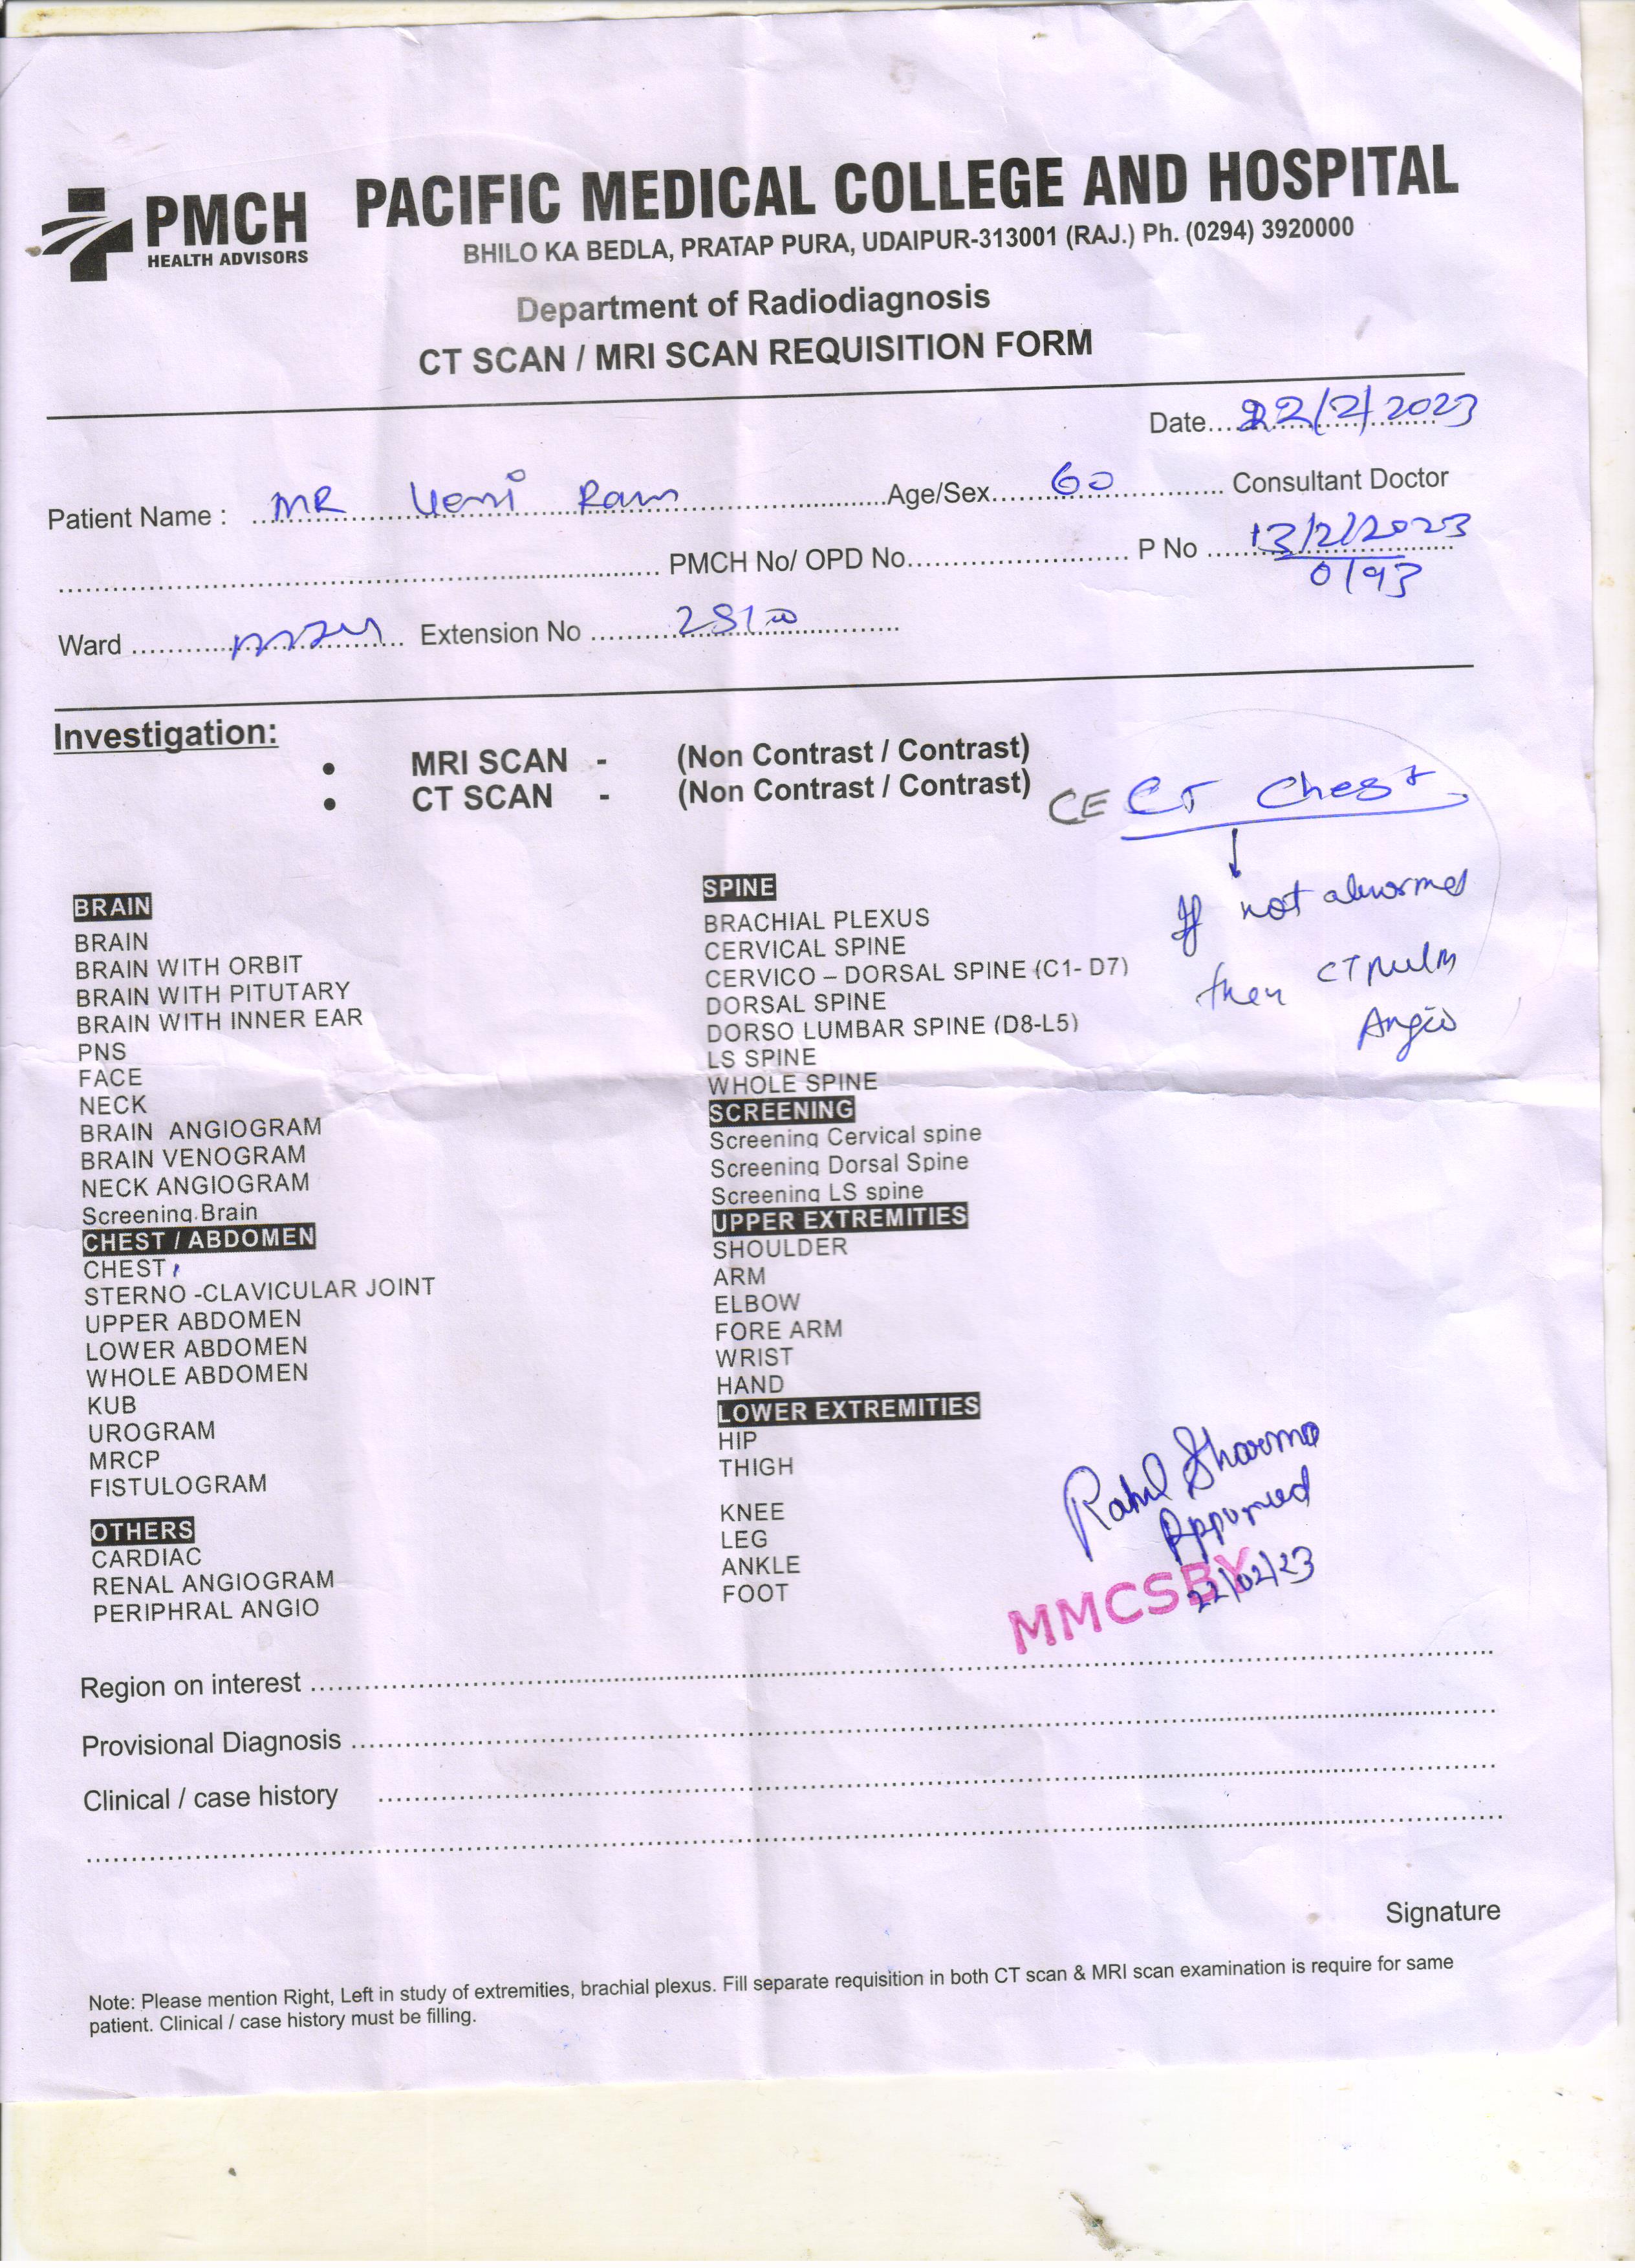 PMCH
HEALTH ADVISORS
PACIFIC MEDICAL COLLEGE AND HOSPITAL
BHILO KA BEDLA, PRATAP PURA, UDAIPUR-313001 (RAJ.) Ph. (0294) 3920000
Department of Radiodiagnosis
CT SCAN / MRI SCAN REQUISITION FORM
Date....22/2/2023
Patient Name : MR Ram Age/Sex 60 Consultant Doctor
PMCH No/ OPD No. P No 13/2/2023
0193
Ward Extension No
Investigation:
• MRI SCAN - (Non Contrast / Contrast)
• CT SCAN - (Non Contrast / Contrast) CE CT Chest
↓
If not abnormal
then CT pulm
Angio
BRAIN
BRAIN
BRAIN WITH ORBIT
BRAIN WITH PITUTARY
BRAIN WITH INNER EAR
PNS
FACE
NECK
BRAIN ANGIOGRAM
BRAIN VENOGRAM
NECK ANGIOGRAM
Screening.Brain
CHEST / ABDOMEN
CHEST
STERNO -CLAVICULAR JOINT
UPPER ABDOMEN
LOWER ABDOMEN
WHOLE ABDOMEN
KUB
UROGRAM
MRCP
FISTULOGRAM
OTHERS
CARDIAC
RENAL ANGIOGRAM
PERIPHRAL ANGIO
SPINE
BRACHIAL PLEXUS
CERVICAL SPINE
CERVICO – DORSAL SPINE (C1- D7)
DORSAL SPINE
DORSO LUMBAR SPINE (D8-L5)
LS SPINE
WHOLE SPINE
SCREENING
Screening Cervical spine
Screening Dorsal Spine
Screening LS spine
UPPER EXTREMITIES
SHOULDER
ARM
ELBOW
FORE ARM
WRIST
HAND
LOWER EXTREMITIES
HIP
THIGH
KNEE
LEG
ANKLE
FOOT
Rahul Sharma
Approved
22/02/23
MMCSBY
Region on interest
Provisional Diagnosis
Clinical / case history
Signature
Note: Please mention Right, Left in study of extremities, brachial plexus. Fill separate requisition in both CT scan & MRI scan examination is require for same
patient. Clinical / case history must be filling.